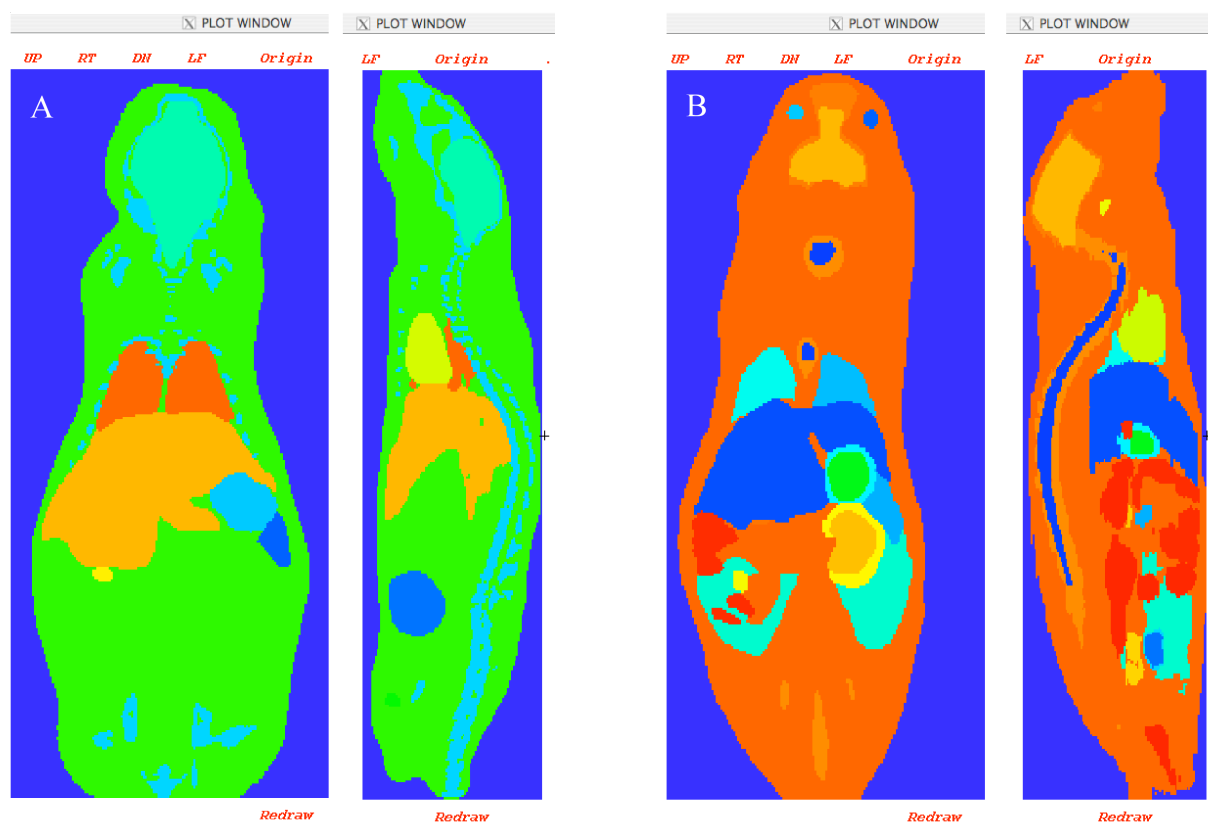 PLOT WINDOW
PLOT WINDOW
PLOT WINDOW
PLOT WINDOW
UP RT DN LF Origin
LF Origin .
UP RT DN LF Origin
LF Origin
A
B
Redraw
Redraw
Redraw
Redraw